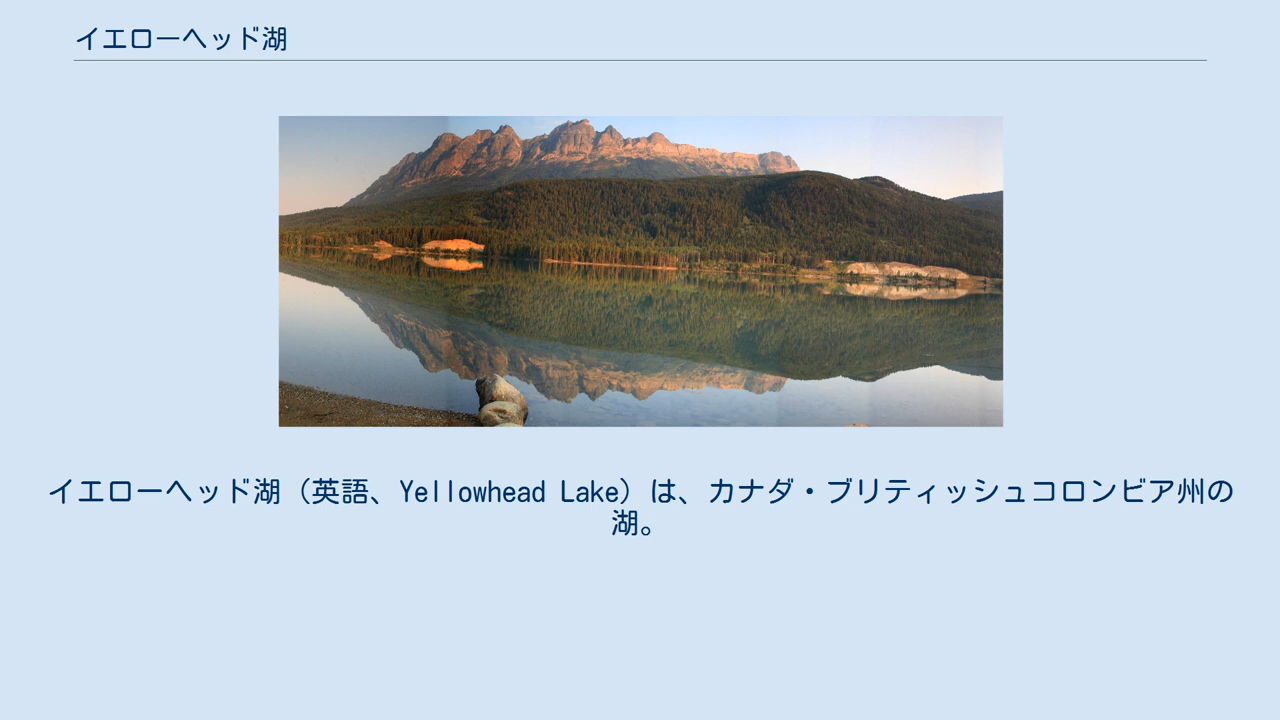 イエローヘッド湖
イエローヘッド湖（英語、Yellowhead Lake）は、カナダ・ブリティッシュコロンビア州の
湖。